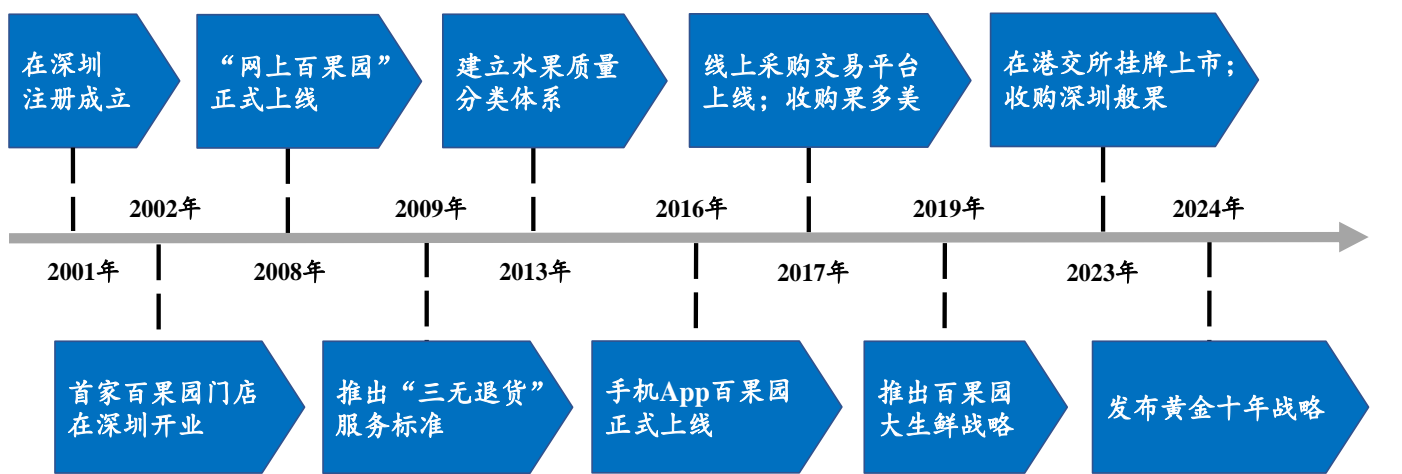 在深圳
注册成立
“网上百果园”
正式上线
建立水果质量
分类体系
线上采购交易平台
上线；收购果多美
在港交所挂牌上市；
收购深圳般果
2002年
2009年
2016年
2019年
2024年
2001年
2008年
2013年
2017年
2023年
首家百果园门店
在深圳开业
推出“三无退货”
服务标准
手机App百果园
正式上线
推出百果园
大生鲜战略
发布黄金十年战略